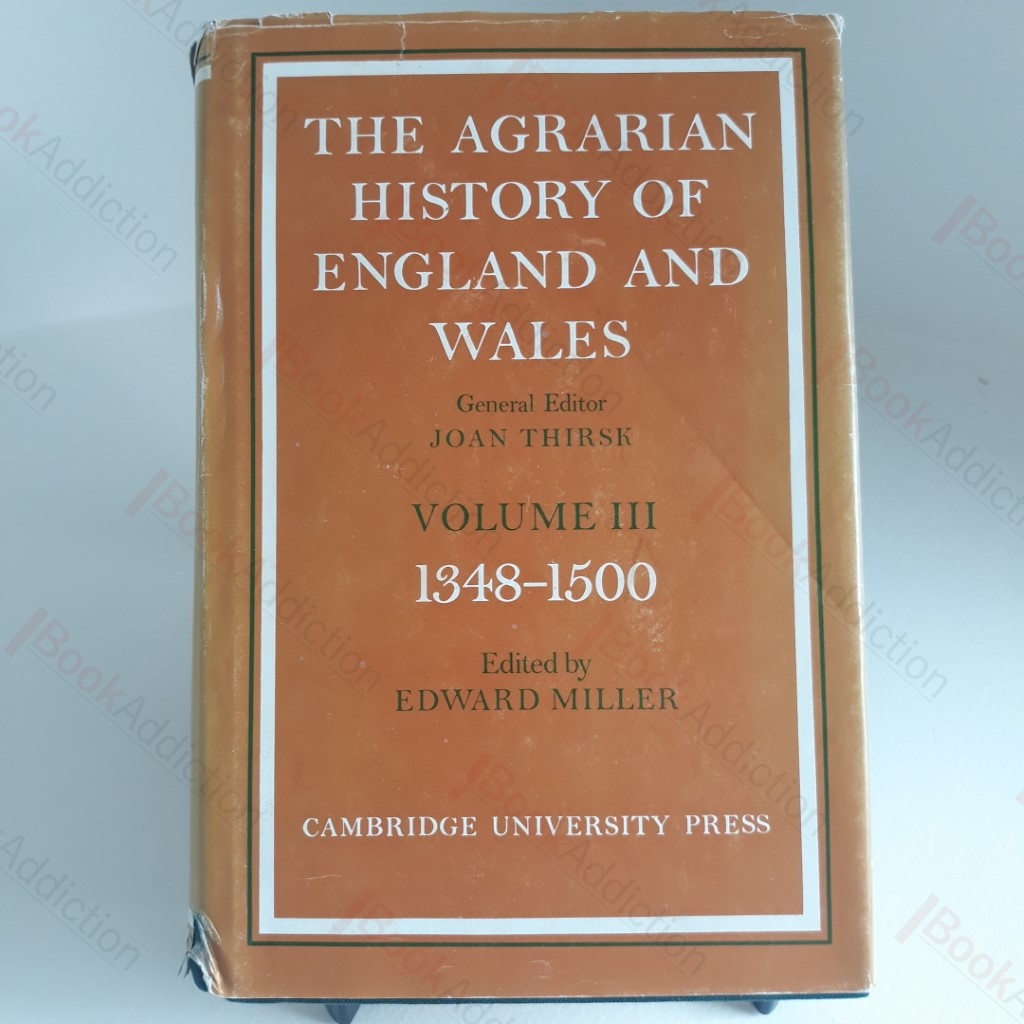 THE AGRARIAN
HISTORY OF
ENGLAND AND
WALES
General Editor
JOAN THIRSK
VOLUME III
1348–1500
Edited by
EDWARD MILLER
CAMBRIDGE UNIVERSITY PRESS
BookAddiction